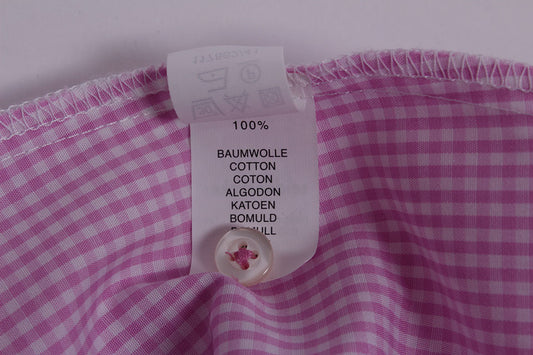 100%
BAUMWOLLE
COTTON
COTON
ALGODON
KATOEN
BOMULD